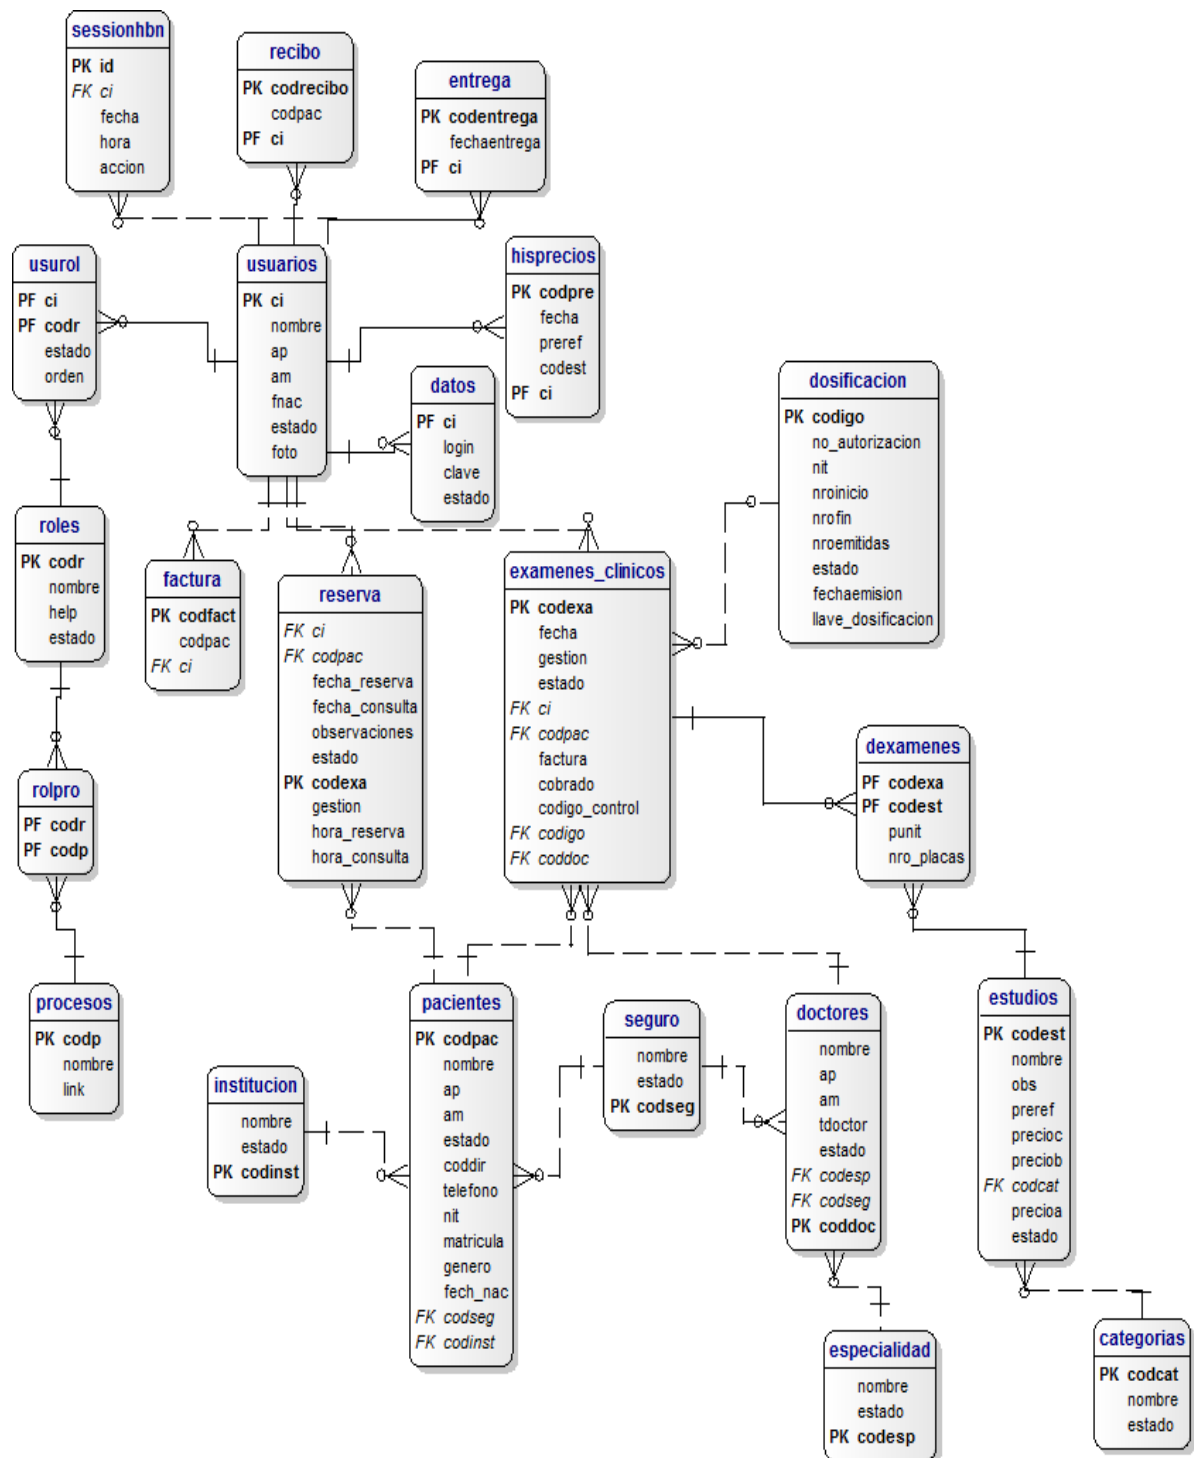 sessionhbn
PK id
FK ci
fecha
hora
accion
recibo
PK codrecibo
codpac
PF ci
entrega
PK codentrega
fechaentrega
PF ci
usurol
PF ci
PF codr
estado
orden
usuarios
PK ci
nombre
ap
am
fnac
estado
foto
hisprecios
PK codpre
fecha
preref
codest
PF ci
datos
PF ci
login
clave
estado
dosificacion
PK codigo
no_autorizacion
nit
nroinicio
nrofin
nroemitidas
estado
fechaemision
llave_dosificacion
roles
PK codr
nombre
help
estado
factura
PK codfact
codpac
FK ci
reserva
FK ci
FK codpac
fecha_reserva
fecha_consulta
observaciones
estado
PK codexa
gestion
hora_reserva
hora_consulta
examenes_clinicos
PK codexa
fecha
gestion
estado
FK ci
FK codpac
factura
cobrado
codigo_control
FK codigo
FK coddoc
dexamenes
PF codexa
PF codest
punit
nro_placas
rolpro
PF codr
PF codp
procesos
PK codp
nombre
link
institucion
nombre
estado
PK codinst
pacientes
PK codpac
nombre
ap
am
estado
coddir
telefono
nit
matricula
genero
fech_nac
FK codseg
FK codinst
seguro
nombre
estado
PK codseg
doctores
nombre
ap
am
tdoctor
estado
FK codesp
FK codseg
PK coddoc
estudios
PK codest
nombre
obs
preref
precioc
preciob
FK codcat
precioa
estado
especialidad
nombre
estado
PK codesp
categorias
PK codcat
nombre
estado